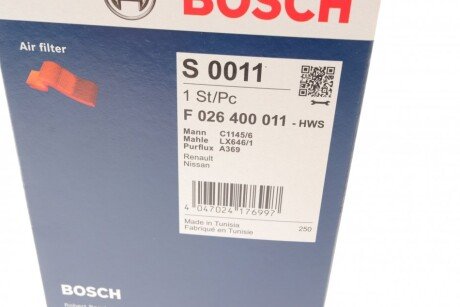 BOSCH
Air filter
S 0011
1 St/Pc
F 026 400 011 - HWS
Mann C1145/6
Mahle LX646/1
Purflux A369
Renault
Nissan
4 047024 176997
Made in Tunisia
Fabriqué en Tunisie 250
BOSCH
Robert